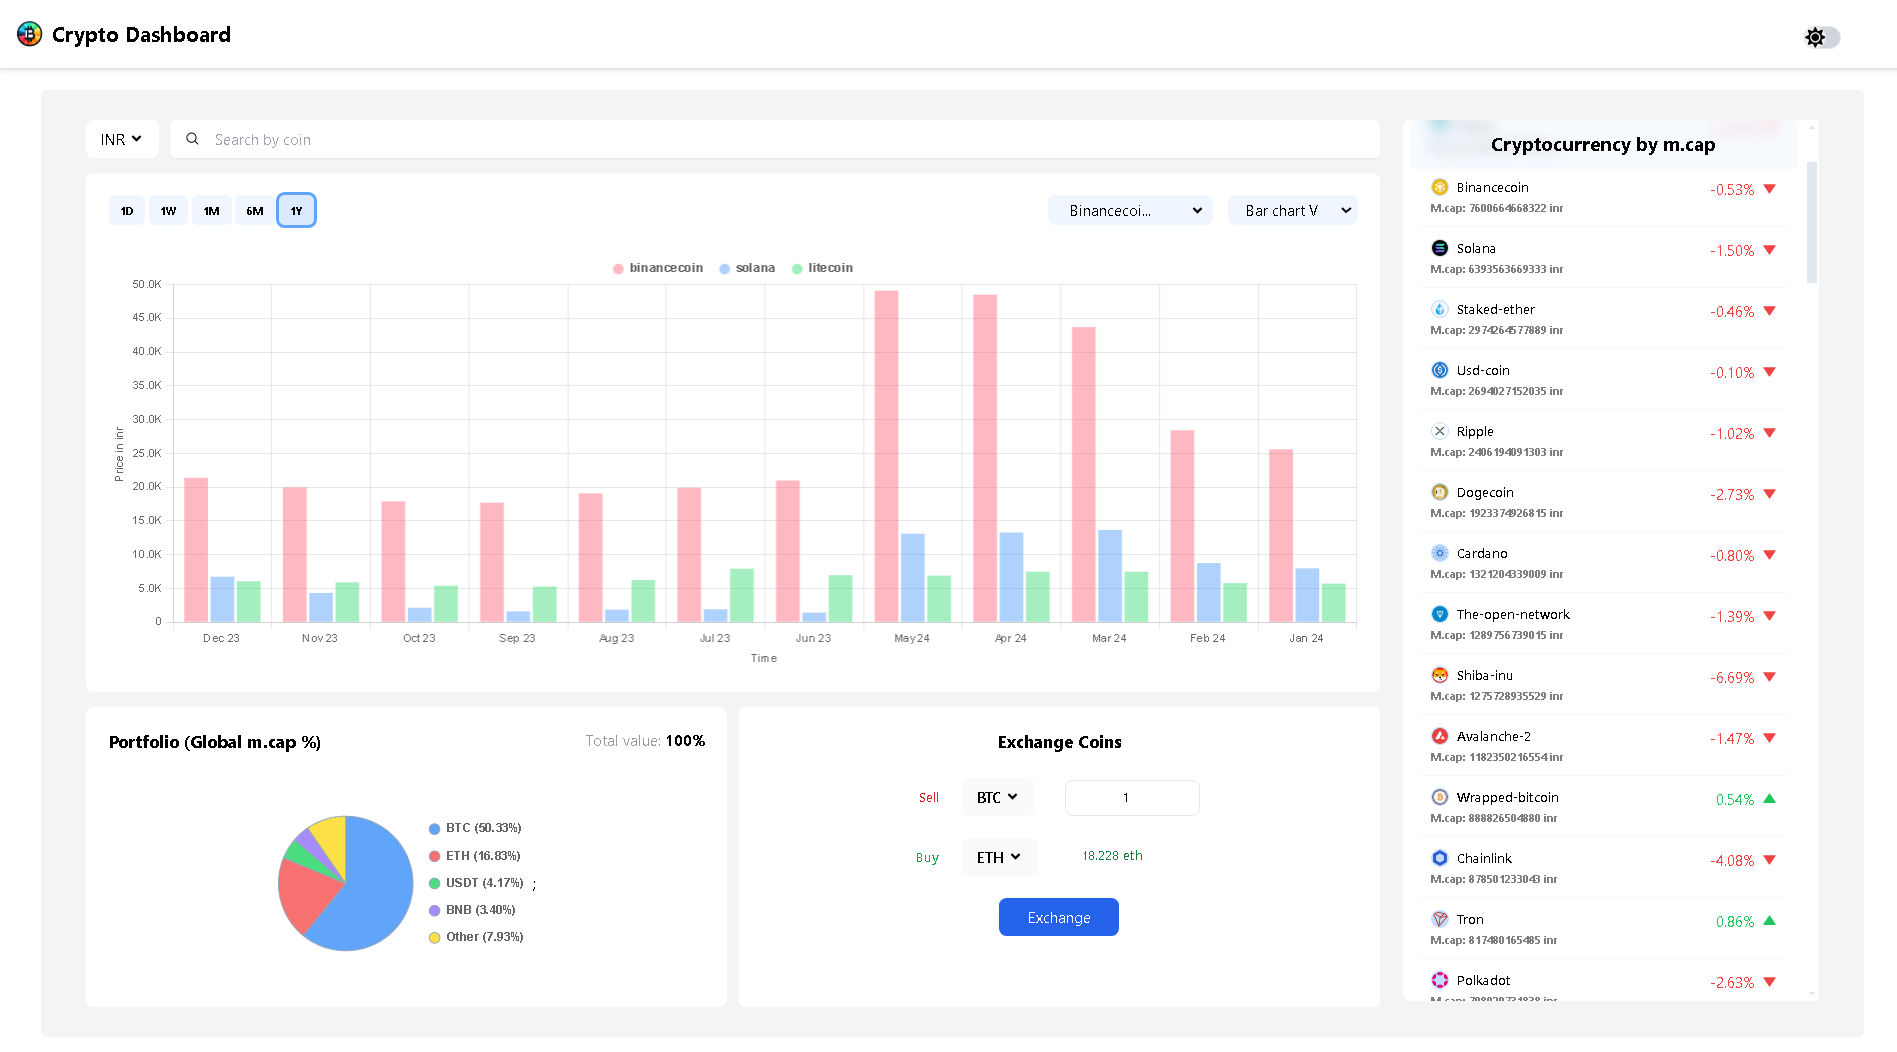 Crypto Dashboard
INR
Search by coin
1D 1W 1M 6M 1Y
Binancecoi... Bar chart V
binancecoin solana litecoin
50.0K
45.0K
40.0K
35.0K
30.0K
25.0K
20.0K
15.0K
10.0K
5.0K
0
Price in inr
Dec 23 Nov 23 Oct 23 Sep 23 Aug 23 Jul 23 Jun 23 May 24 Apr 24 Mar 24 Feb 24 Jan 24
Time
Portfolio (Global m.cap %)
Total value: 100%
BTC (50.33%)
ETH (16.83%)
USDT (4.17%) ;
BNB (3.40%)
Other (7.93%)
Exchange Coins
Sell BTC 1
Buy ETH 18.228 eth
Exchange
Cryptocurrency by m.cap
Binancecoin -0.53%
M.cap: 7600664668322 inr
Solana -1.50%
M.cap: 6393563669333 inr
Staked-ether -0.46%
M.cap: 2974264577889 inr
Usd-coin -0.10%
M.cap: 2694027152035 inr
Ripple -1.02%
M.cap: 2406194091303 inr
Dogecoin -2.73%
M.cap: 1923374926815 inr
Cardano -0.80%
M.cap: 1321204339009 inr
The-open-network -1.39%
M.cap: 1289756739015 inr
Shiba-inu -6.69%
M.cap: 1275728935529 inr
Avalanche-2 -1.47%
M.cap: 1182350216554 inr
Wrapped-bitcoin 0.54%
M.cap: 888826504880 inr
Chainlink -4.08%
M.cap: 878501233043 inr
Tron 0.86%
M.cap: 817480165485 inr
Polkadot -2.63%